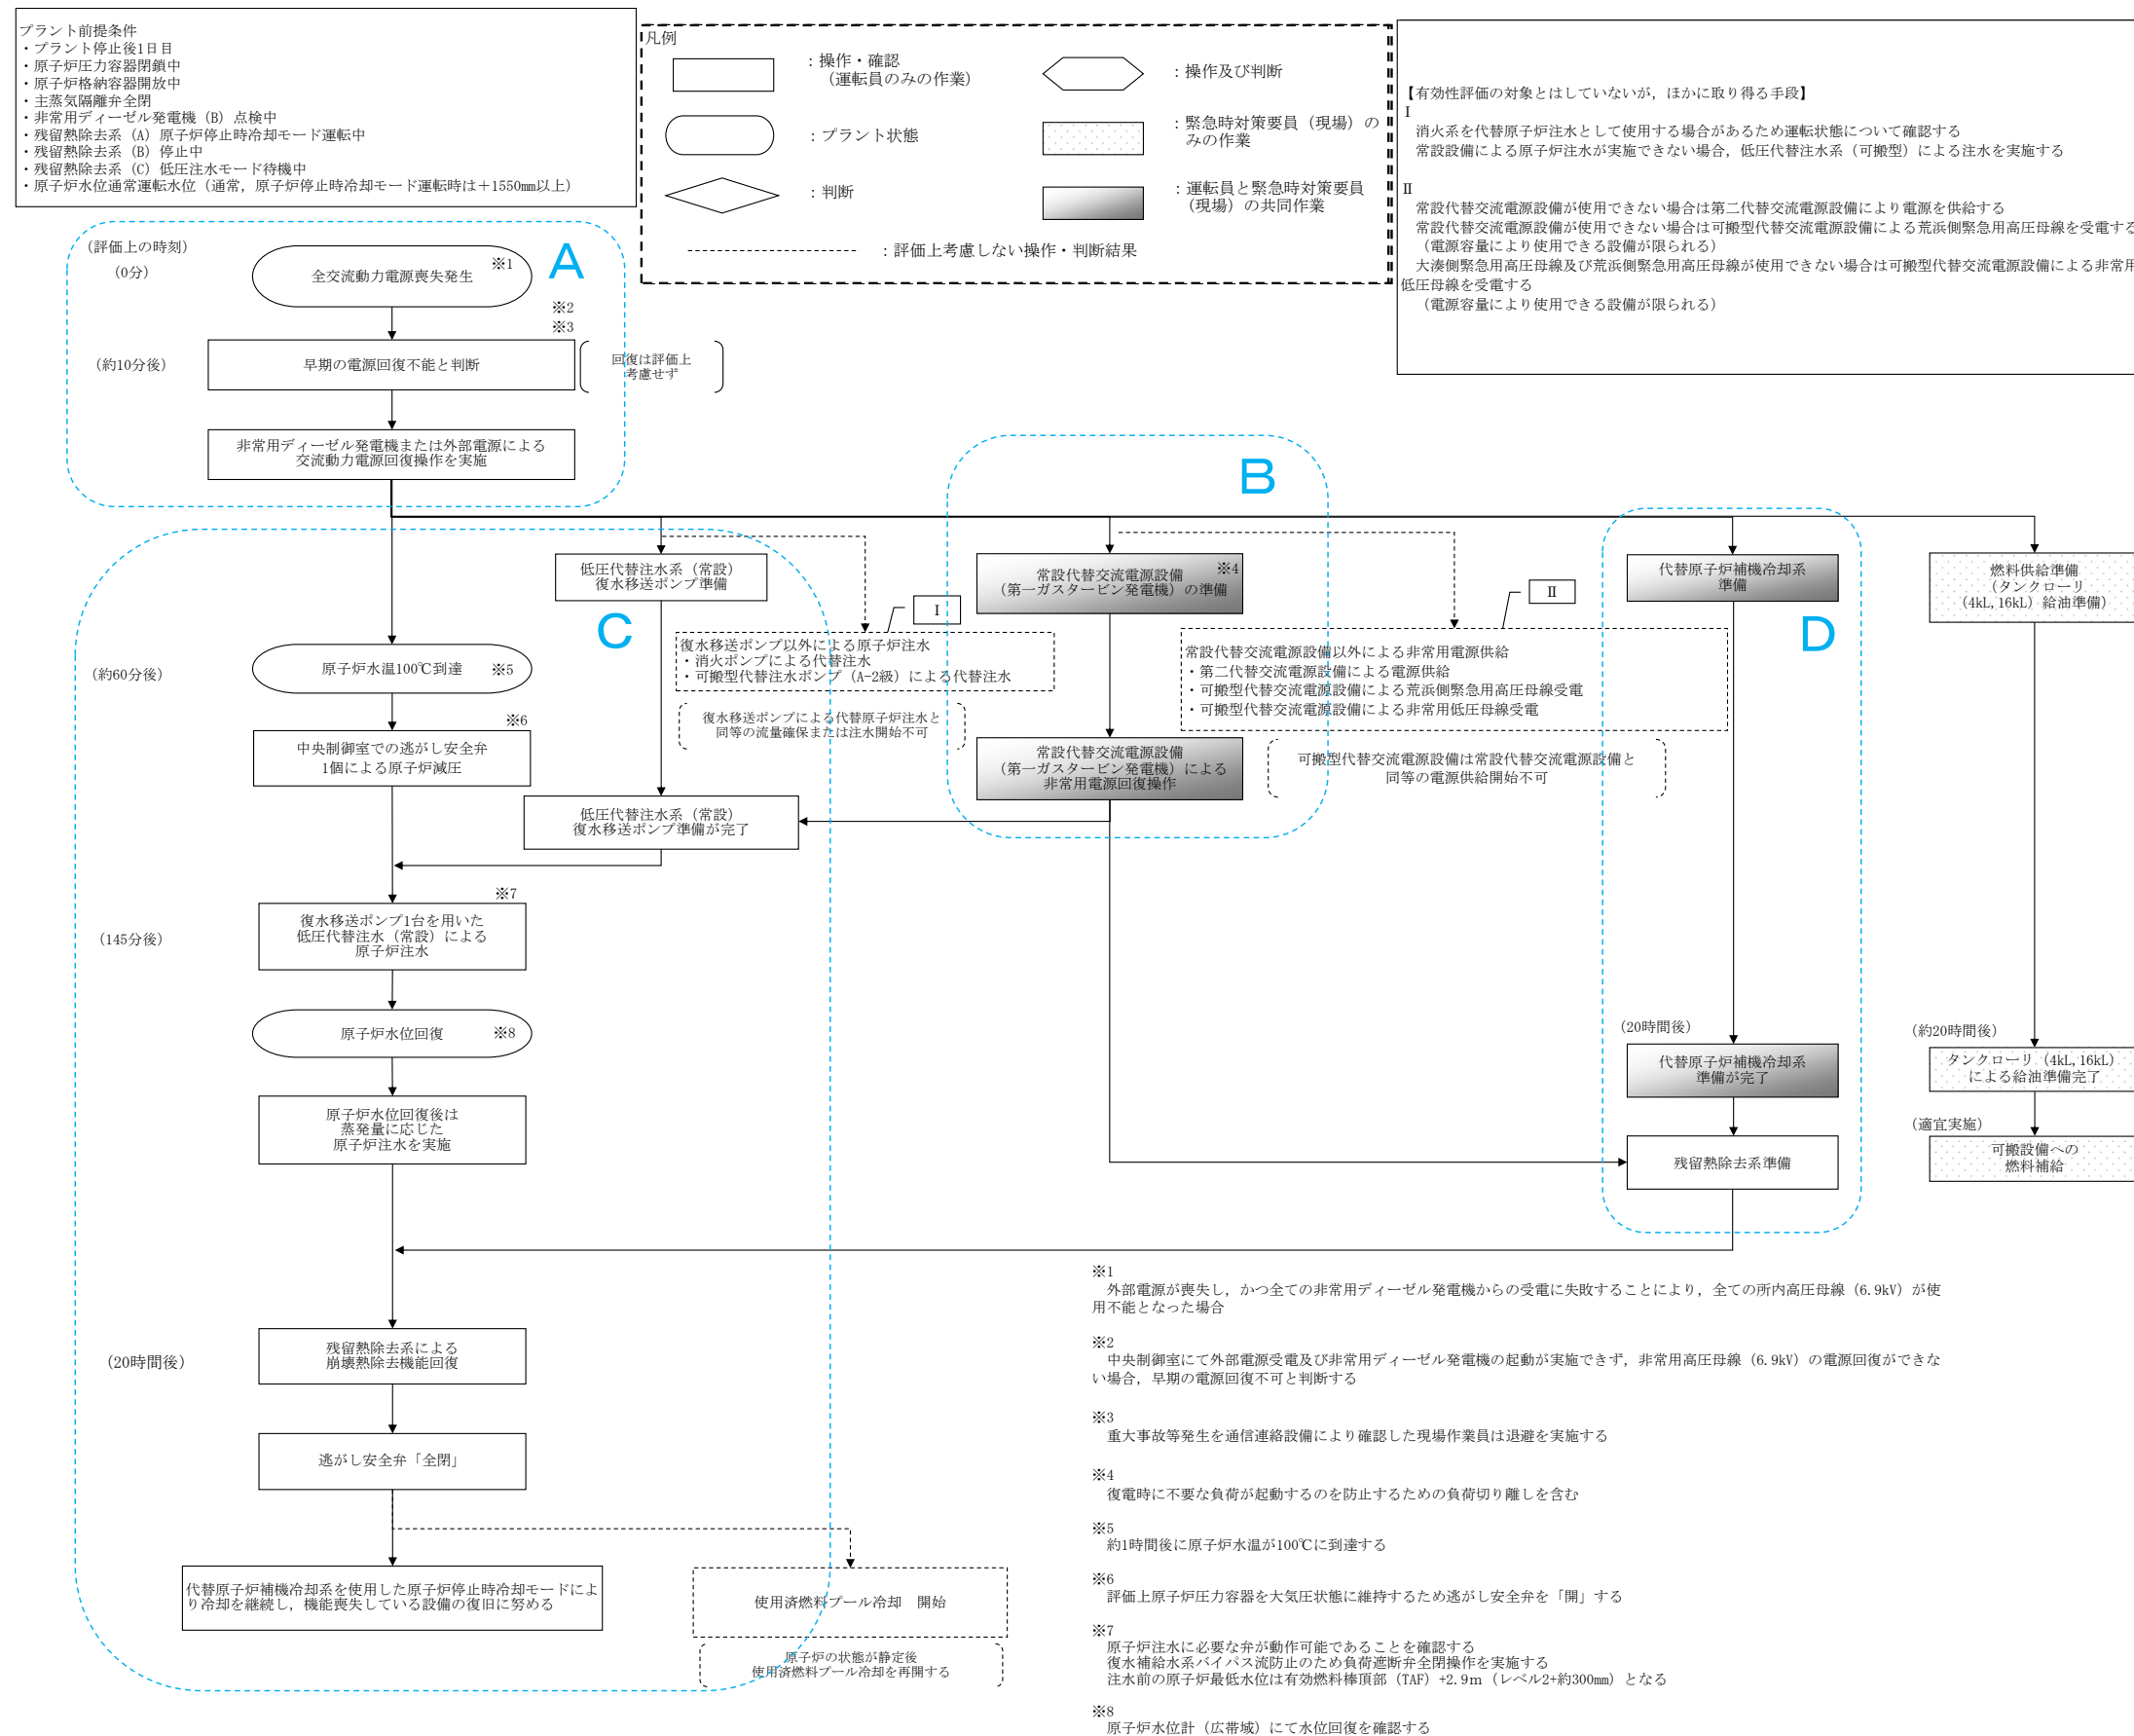 プラント前提条件
・プラント停止後1日目
・原子炉圧力容器閉鎖中
・原子炉格納容器開放中
・主蒸気隔離弁全閉
・非常用ディーゼル発電機（B）点検中
・残留熱除去系（A）原子炉停止時冷却モード運転中
・残留熱除去系（B）停止中
・残留熱除去系（C）低圧注水モード待機中
・原子炉水位通常運転水位（通常，原子炉停止時冷却モード運転時は＋1550mm以上）
凡例
：操作・確認
（運転員のみの作業）
：プラント状態
：判断
：操作及び判断
：緊急時対策要員（現場）の
みの作業
：運転員と緊急時対策要員
（現場）の共同作業
：評価上考慮しない操作・判断結果
【有効性評価の対象とはしていないが，ほかに取り得る手段】
Ⅰ
消火系を代替原子炉注水として使用する場合があるため運転状態について確認する
常設設備による原子炉注水が実施できない場合，低圧代替注水系（可搬型）による注水を実施する
Ⅱ
常設代替交流電源設備が使用できない場合は第二代替交流電源設備により電源を供給する
常設代替交流電源設備が使用できない場合は可搬型代替交流電源設備による荒浜側緊急用高圧母線を受電する
（電源容量により使用できる設備が限られる）
大湊側緊急用高圧母線及び荒浜側緊急用高圧母線が使用できない場合は可搬型代替交流電源設備による非常用
低圧母線を受電する
（電源容量により使用できる設備が限られる）
（評価上の時刻）
（0分）
全交流動力電源喪失発生
※1
A
※2
※3
（約10分後）
早期の電源回復不能と判断
回復は評価上
考慮せず
非常用ディーゼル発電機または外部電源による
交流動力電源回復操作を実施
B
低圧代替注水系（常設）
復水移送ポンプ準備
C
常設代替交流電源設備
（第一ガスタービン発電機）の準備
※4
代替原子炉補機冷却系
準備
D
燃料供給準備
（タンクローリ
（4kL,16kL）給油準備）
Ⅰ
Ⅱ
復水移送ポンプ以外による原子炉注水
・消火ポンプによる代替注水
・可搬型代替注水ポンプ（A-2級）による代替注水
常設代替交流電源設備以外による非常用電源供給
・第二代替交流電源設備による電源供給
・可搬型代替交流電源設備による荒浜側緊急用高圧母線受電
・可搬型代替交流電源設備による非常用低圧母線受電
（約60分後）
原子炉水温100℃到達
※5
復水移送ポンプによる代替原子炉注水と
同等の流量確保または注水開始不可
※6
中央制御室での逃がし安全弁
1個による原子炉減圧
常設代替交流電源設備
（第一ガスタービン発電機）による
非常用電源回復操作
可搬型代替交流電源設備は常設代替交流電源設備と
同等の電源供給開始不可
低圧代替注水系（常設）
復水移送ポンプ準備が完了
※7
（145分後）
復水移送ポンプ1台を用いた
低圧代替注水（常設）による
原子炉注水
原子炉水位回復
※8
（20時間後）
代替原子炉補機冷却系
準備が完了
（約20時間後）
タンクローリ（4kL,16kL）
による給油準備完了
原子炉水位回復後は
蒸発量に応じた
原子炉注水を実施
残留熱除去系準備
（適宜実施）
可搬設備への
燃料補給
（20時間後）
残留熱除去系による
崩壊熱除去機能回復
逃がし安全弁「全閉」
代替原子炉補機冷却系を使用した原子炉停止時冷却モードによ
り冷却を継続し，機能喪失している設備の復旧に努める
使用済燃料プール冷却　開始
原子炉の状態が静定後
使用済燃料プール冷却を再開する
※1
外部電源が喪失し，かつ全ての非常用ディーゼル発電機からの受電に失敗することにより，全ての所内高圧母線（6.9kV）が使
用不能となった場合
※2
中央制御室にて外部電源受電及び非常用ディーゼル発電機の起動が実施できず，非常用高圧母線（6.9kV）の電源回復ができな
い場合，早期の電源回復不可と判断する
※3
重大事故等発生を通信連絡設備により確認した現場作業員は退避を実施する
※4
復電時に不要な負荷が起動するのを防止するための負荷切り離しを含む
※5
約1時間後に原子炉水温が100℃に到達する
※6
評価上原子炉圧力容器を大気圧状態に維持するため逃がし安全弁を「開」する
※7
原子炉注水に必要な弁が動作可能であることを確認する
復水補給水系バイパス流防止のため負荷遮断弁全閉操作を実施する
注水前の原子炉最低水位は有効燃料棒頂部（TAF）+2.9ｍ（レベル2+約300mm）となる
※8
原子炉水位計（広帯域）にて水位回復を確認する